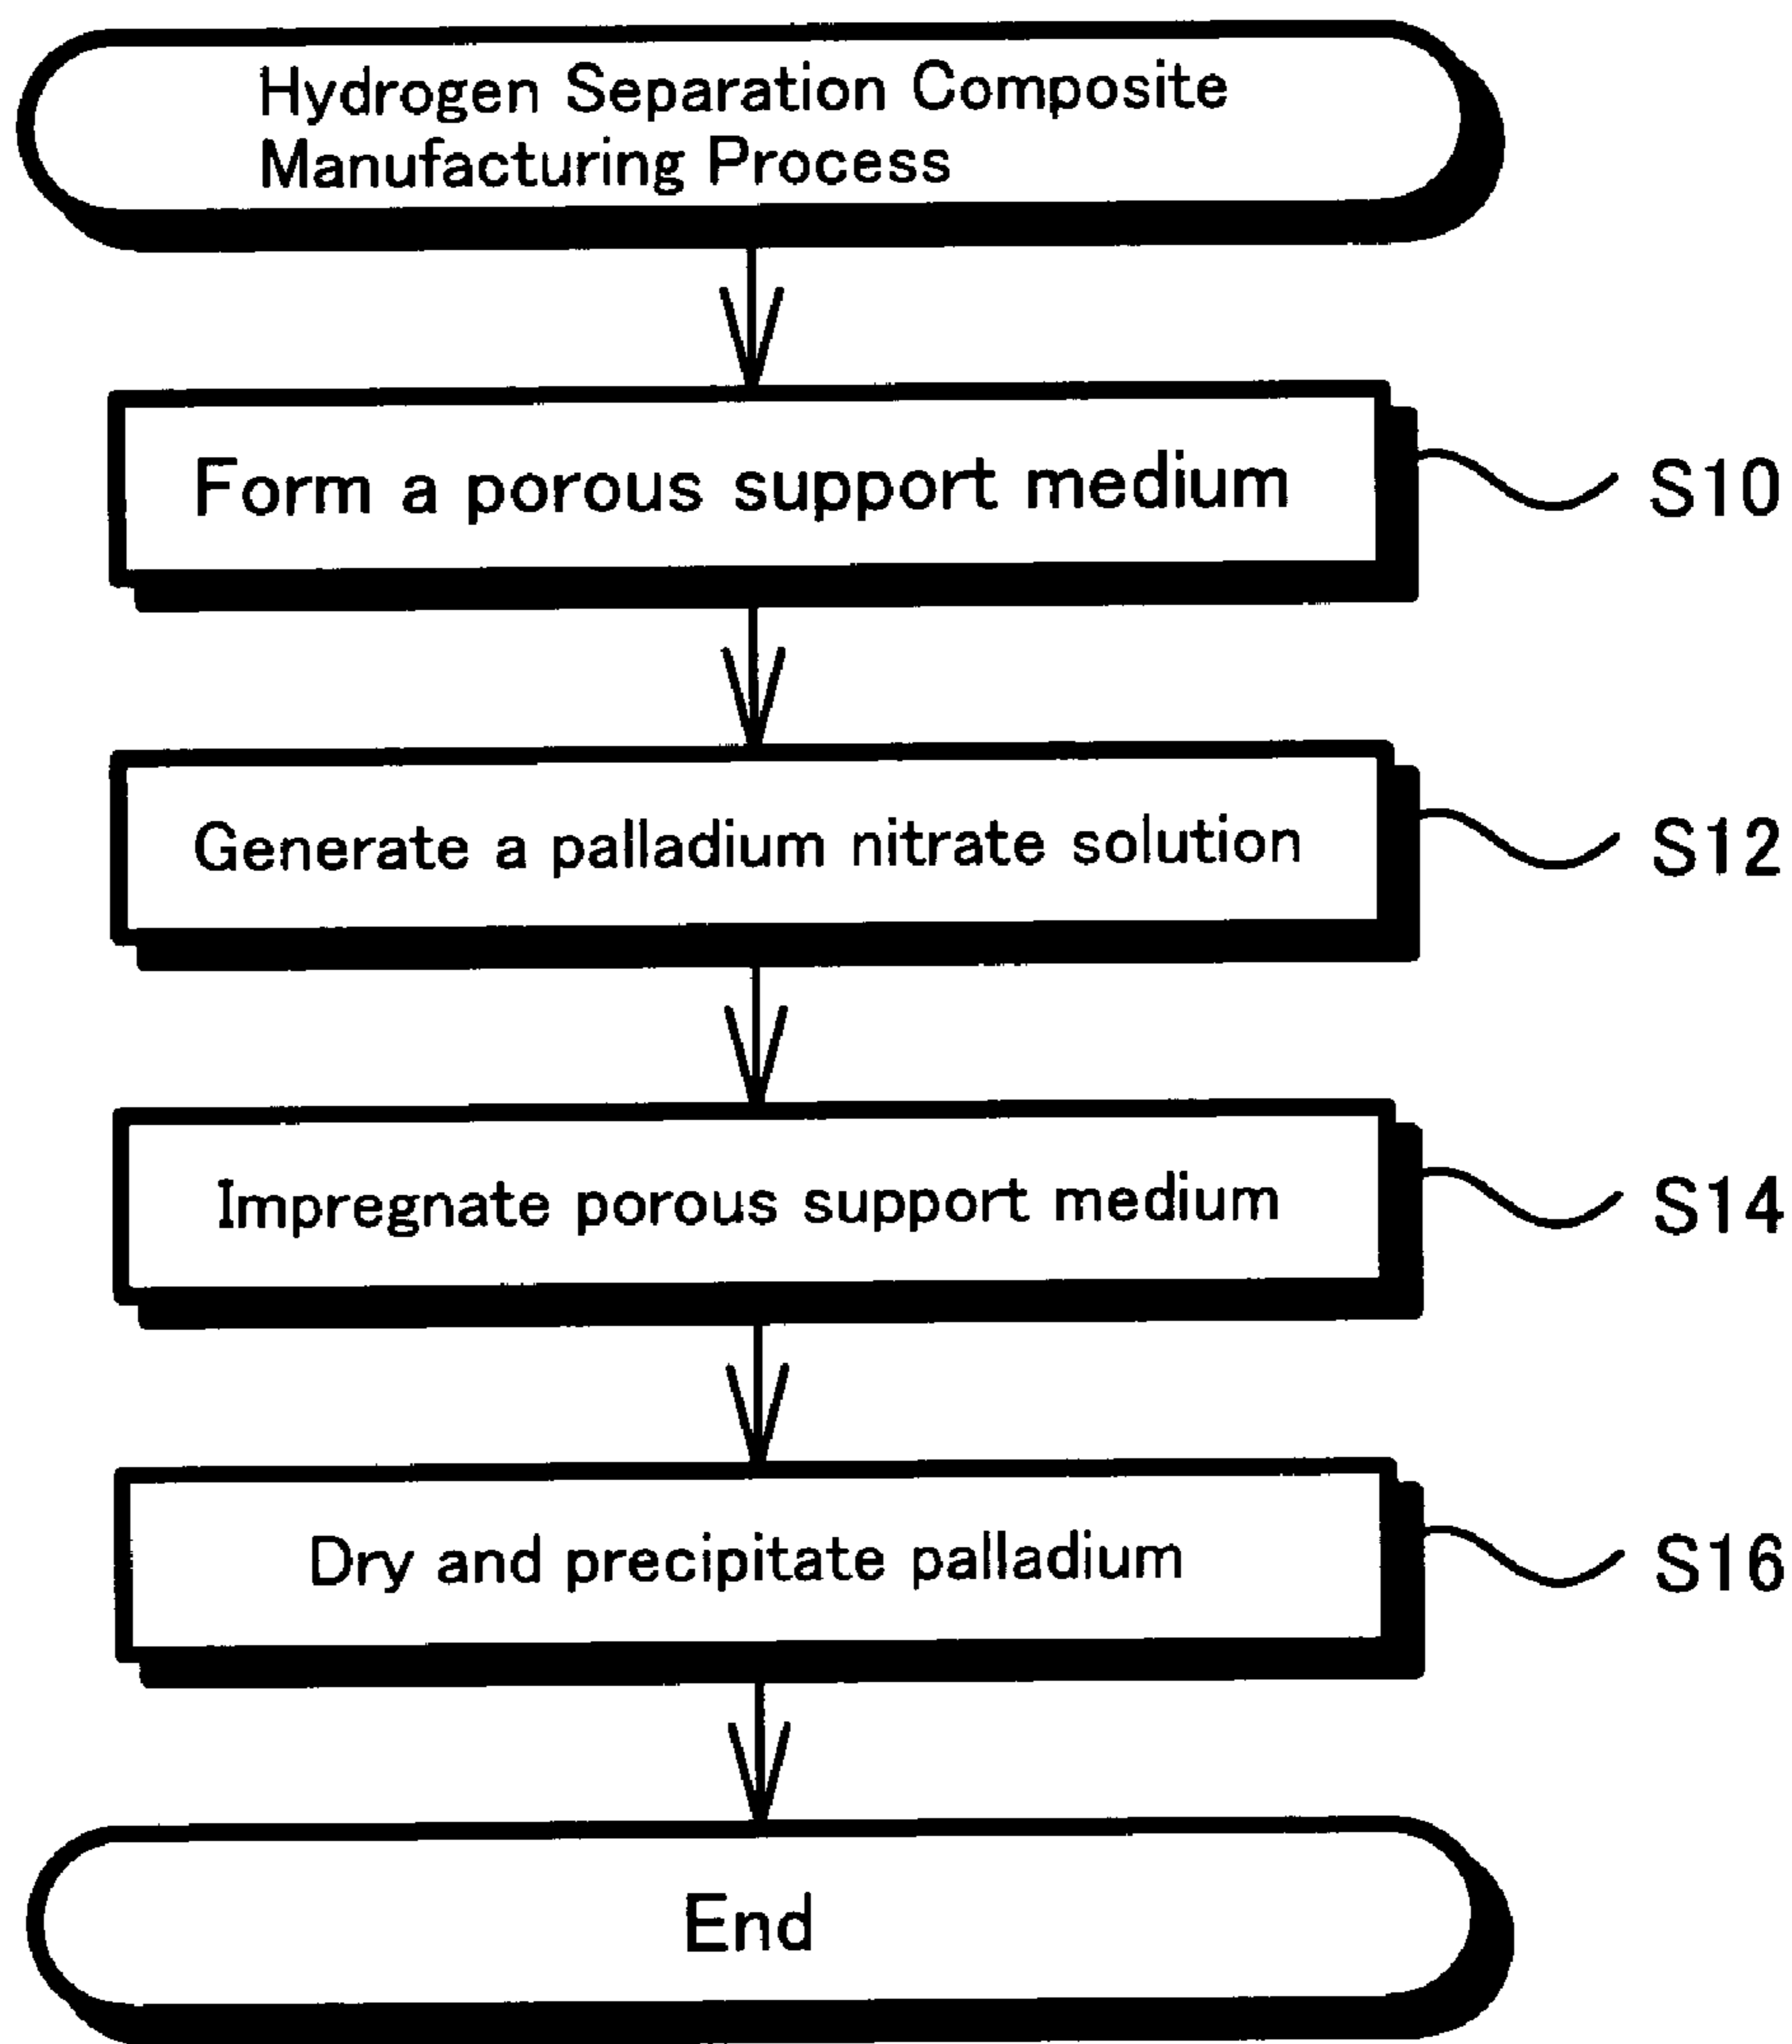 Hydrogen Separation Composite
Manufacturing Process
Form a porous support medium
S10
Generate a palladium nitrate solution
S12
Impregnate porous support medium
S14
Dry and precipitate palladium
S16
End